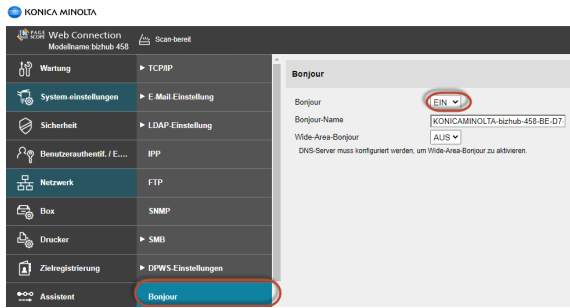 KONICA MINOLTA
PAGE SCOPE Web Connection
Modellname:bizhub 458
Scan-bereit
Wartung
System-einstellungen
Sicherheit
Benutzerauthentif. / E....
Netzwerk
Box
Drucker
Zielregistrierung
Assistent
TCP/IP
E-Mail-Einstellung
LDAP-Einstellung
IPP
FTP
SNMP
SMB
DPWS-Einstellungen
Bonjour
Bonjour
Bonjour EIN
Bonjour-Name KONICAMINOLTA-bizhub-458-BE-D7-
Wide-Area-Bonjour AUS
DNS-Server muss konfiguriert werden, um Wide-Area-Bonjour zu aktivieren.